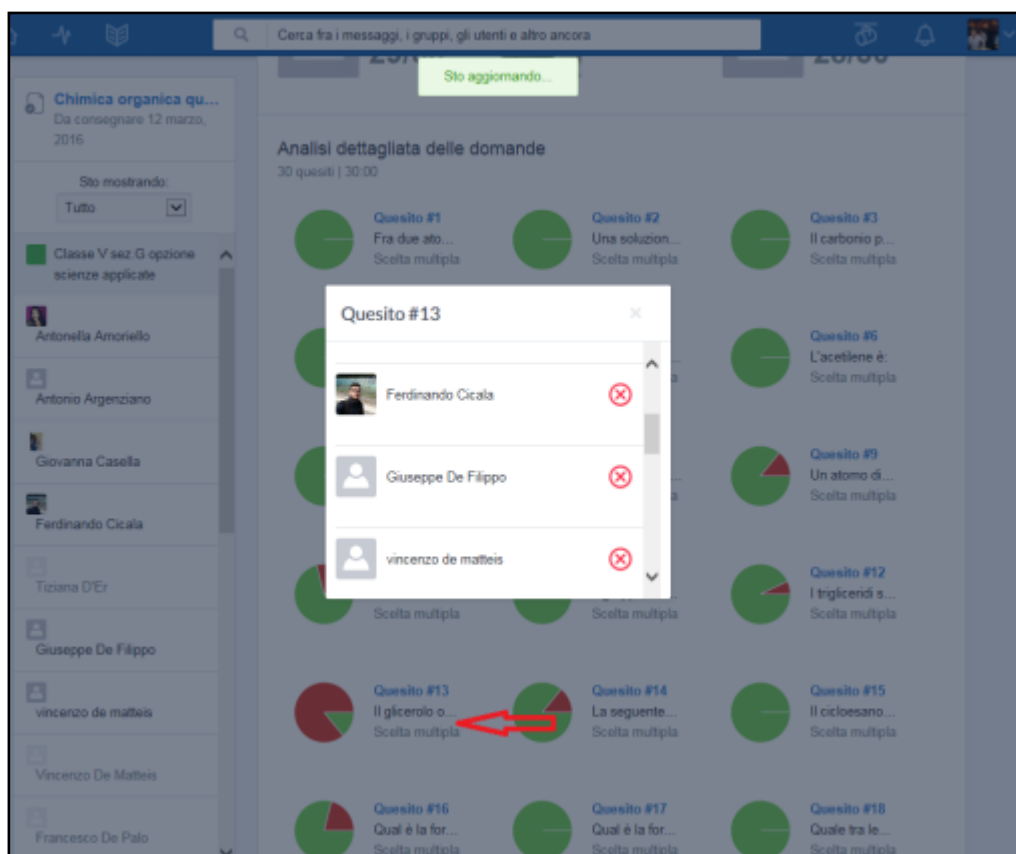 Cerca fra i messaggi, i gruppi, gli utenti e altro ancora
Sto aggiornando...
Chimica organica qu...
Da consegnare 12 marzo,
2016
Sto mostrando:
Tutto
Classe V sez.G opzione
scienze applicate
Antonella Amoriello
Antonio Argenziano
Giovanna Casella
Ferdinando Cicala
Tiziana D'Er
Giuseppe De Filippo
vincenzo de matteis
Vincenzo De Matteis
Francesco De Palo
Analisi dettagliata delle domande
30 quesiti | 30:00
Quesito #1
Fra due ato...
Scelta multipla
Quesito #2
Una soluzion...
Scelta multipla
Quesito #3
Il carbonio p...
Scelta multipla
Quesito #6
L'acetilene è:
Scelta multipla
Quesito #9
Un atomo di...
Scelta multipla
Quesito #13
Ferdinando Cicala
Giuseppe De Filippo
vincenzo de matteis
Scelta multipla
Scelta multipla
Quesito #12
I trigliceridi s...
Scelta multipla
Quesito #13
Il glicerolo o...
Scelta multipla
Quesito #14
La seguente...
Scelta multipla
Quesito #15
Il cicloesano...
Scelta multipla
Quesito #16
Qual è la for...
Scelta multipla
Quesito #17
Qual è la for...
Scelta multipla
Quesito #18
Quale tra le...
Scelta multipla